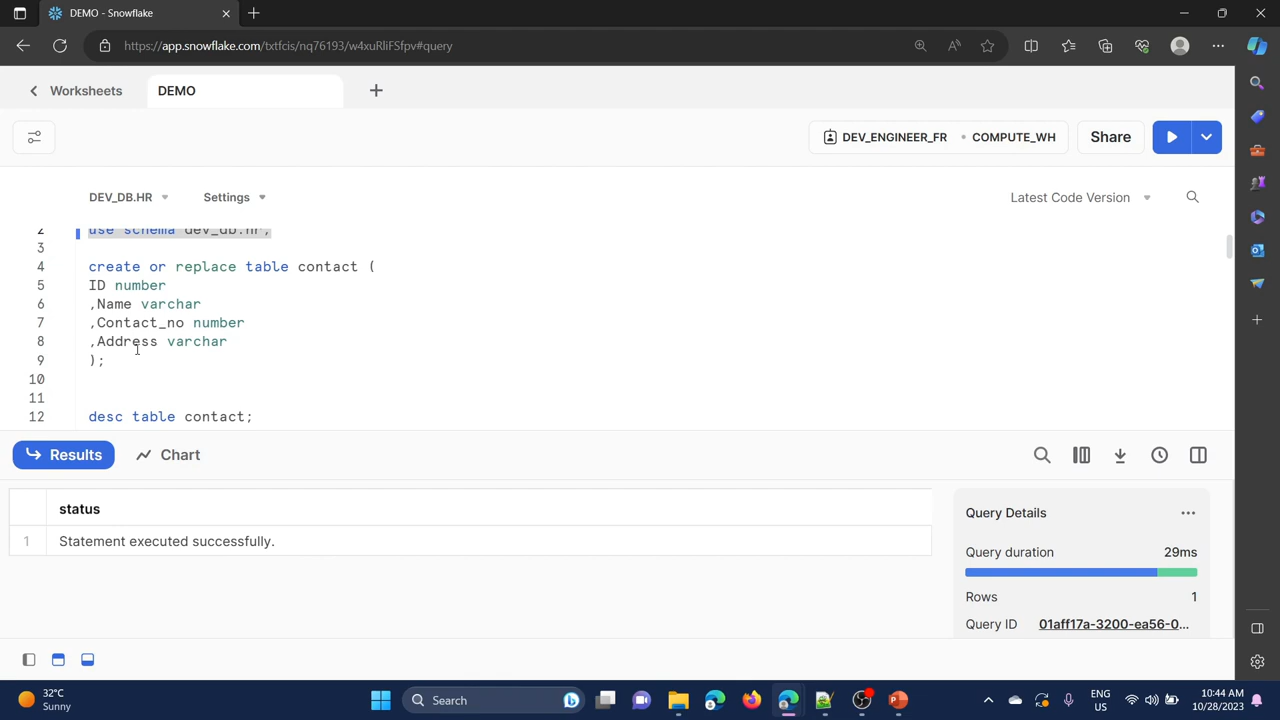 DEMO - Snowflake
https://app.snowflake.com/txtfcis/nq76193/w4xuRliFSfpv#query
Worksheets
DEMO
DEV_ENGINEER_FR
COMPUTE_WH
Share
DEV_DB.HR
Settings
Latest Code Version
2 use schema dev_db.hr;
3
4 create or replace table contact (
5 ID number
6 ,Name varchar
7 ,Contact_no number
8 ,Address varchar
9 );
10
11
12 desc table contact;
Results
Chart
status
1 Statement executed successfully.
Query Details
Query duration 29ms
Rows 1
Query ID 01aff17a-3200-ea56-0...
32°C
Sunny
Search
ENG
US
10:44 AM
10/28/2023